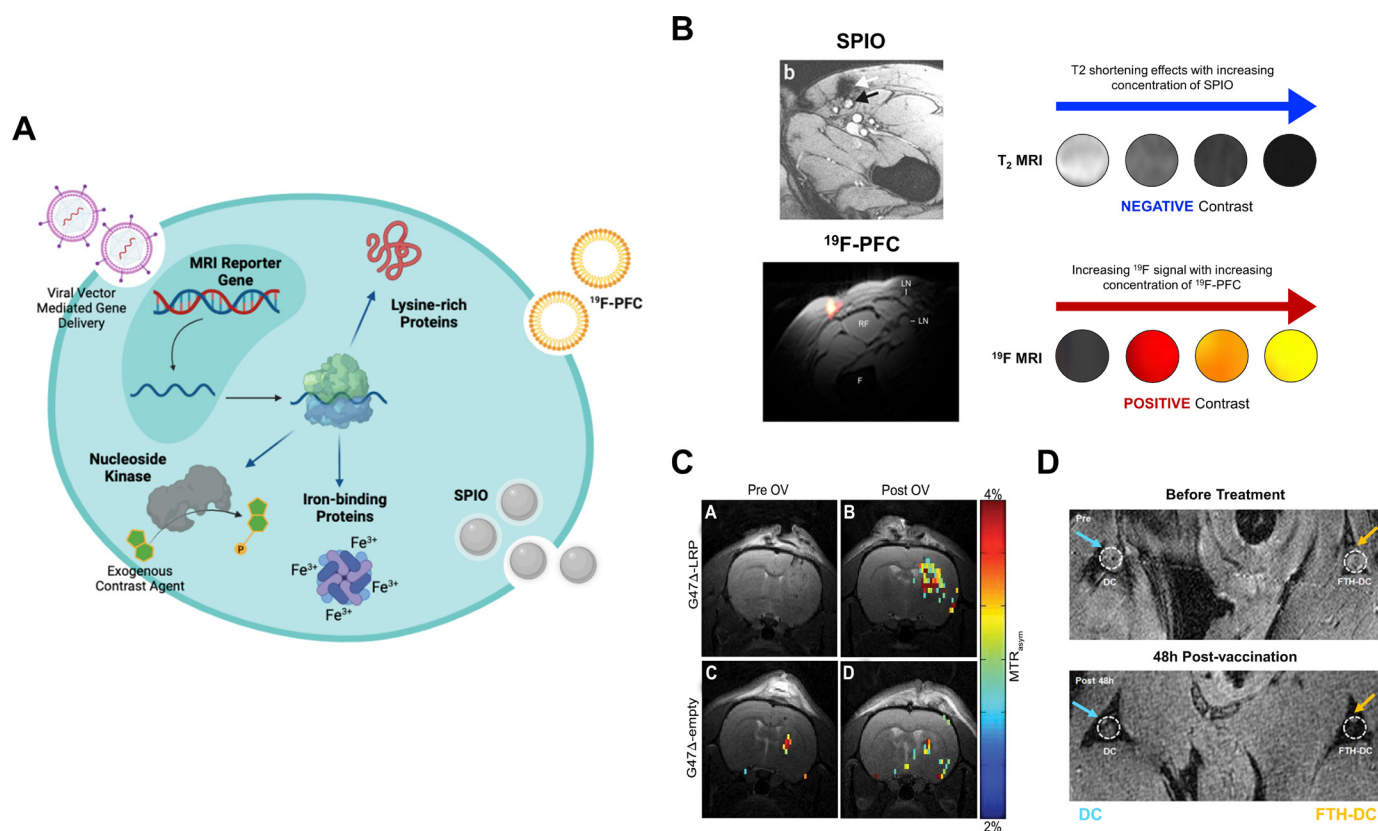 A
Viral Vector
Mediated Gene
Delivery
MRI Reporter
Gene
Lysine-rich
Proteins
¹⁹F-PFC
Nucleoside
Kinase
P
Exogenous
Contrast Agent
Iron-binding
Proteins
Fe³⁺
Fe³⁺
Fe³⁺
Fe³⁺
SPIO
B
SPIO
b
T2 shortening effects with increasing
concentration of SPIO
T₂ MRI
NEGATIVE Contrast
¹⁹F-PFC
LN
LN
RF
F
Increasing ¹⁹F signal with increasing
concentration of ¹⁹F-PFC
¹⁹F MRI
POSITIVE Contrast
C
Pre OV
Post OV
G47Δ-LRP
A
B
G47Δ-empty
C
D
4%
MTRasym
2%
D
Before Treatment
Pre
DC
FTH-DC
48h Post-vaccination
Post 48h
DC
FTH-DC
DC
FTH-DC